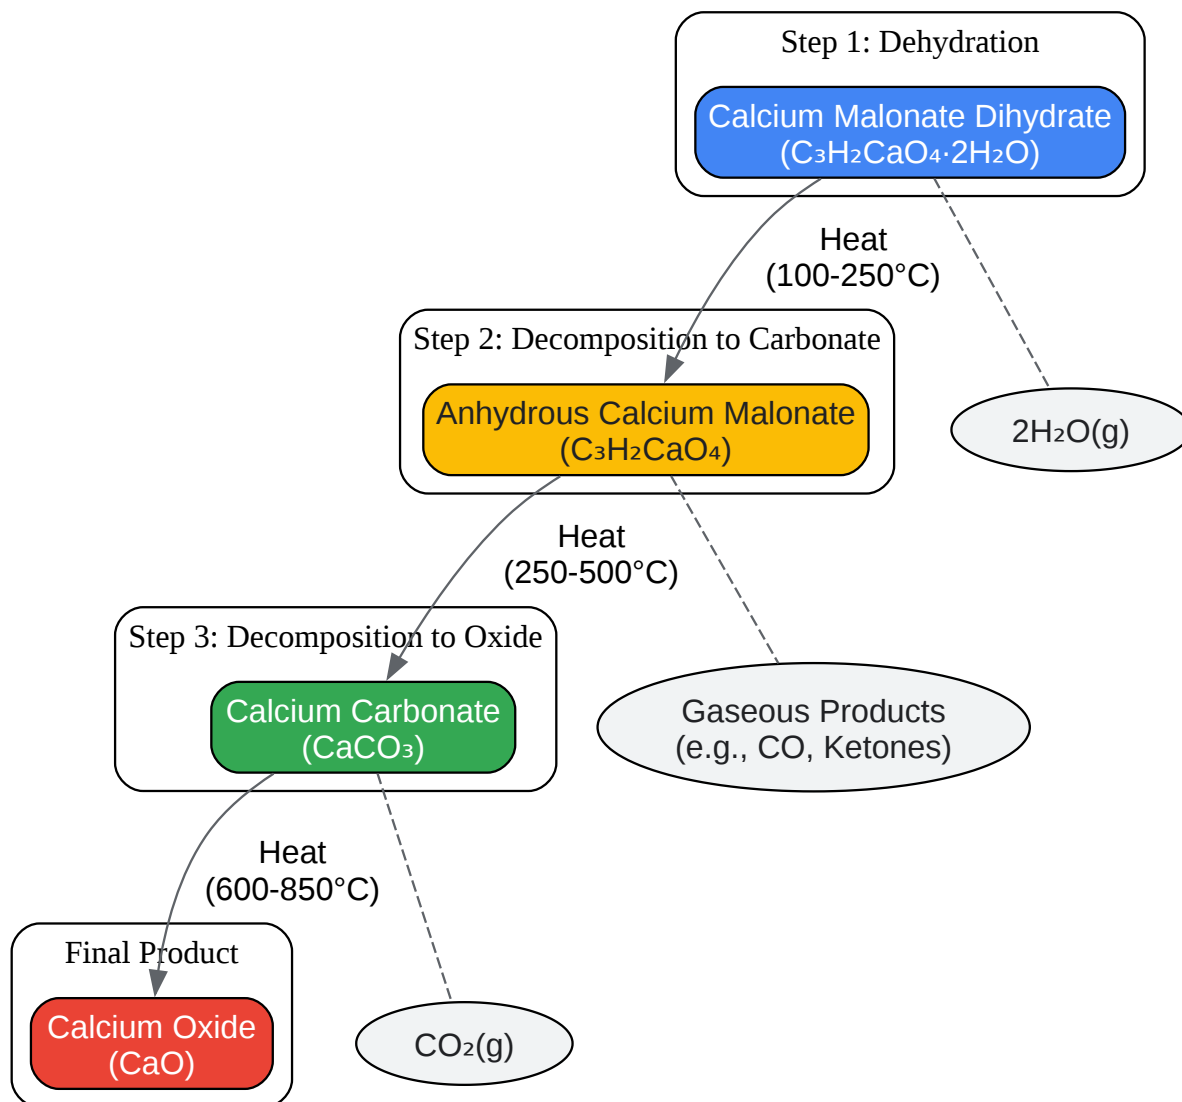 Step 1: Dehydration
Calcium Malonate Dihydrate
(C₃H₂CaO₄·2H₂O)
Heat
(100-250°C)
Step 2: Decomposition to Carbonate
Anhydrous Calcium Malonate
(C₃H₂CaO₄)
2H₂O(g)
Heat
(250-500°C)
Step 3: Decomposition to Oxide
Calcium Carbonate
(CaCO₃)
Gaseous Products
(e.g., CO, Ketones)
Heat
(600-850°C)
Final Product
Calcium Oxide
(CaO)
CO₂(g)